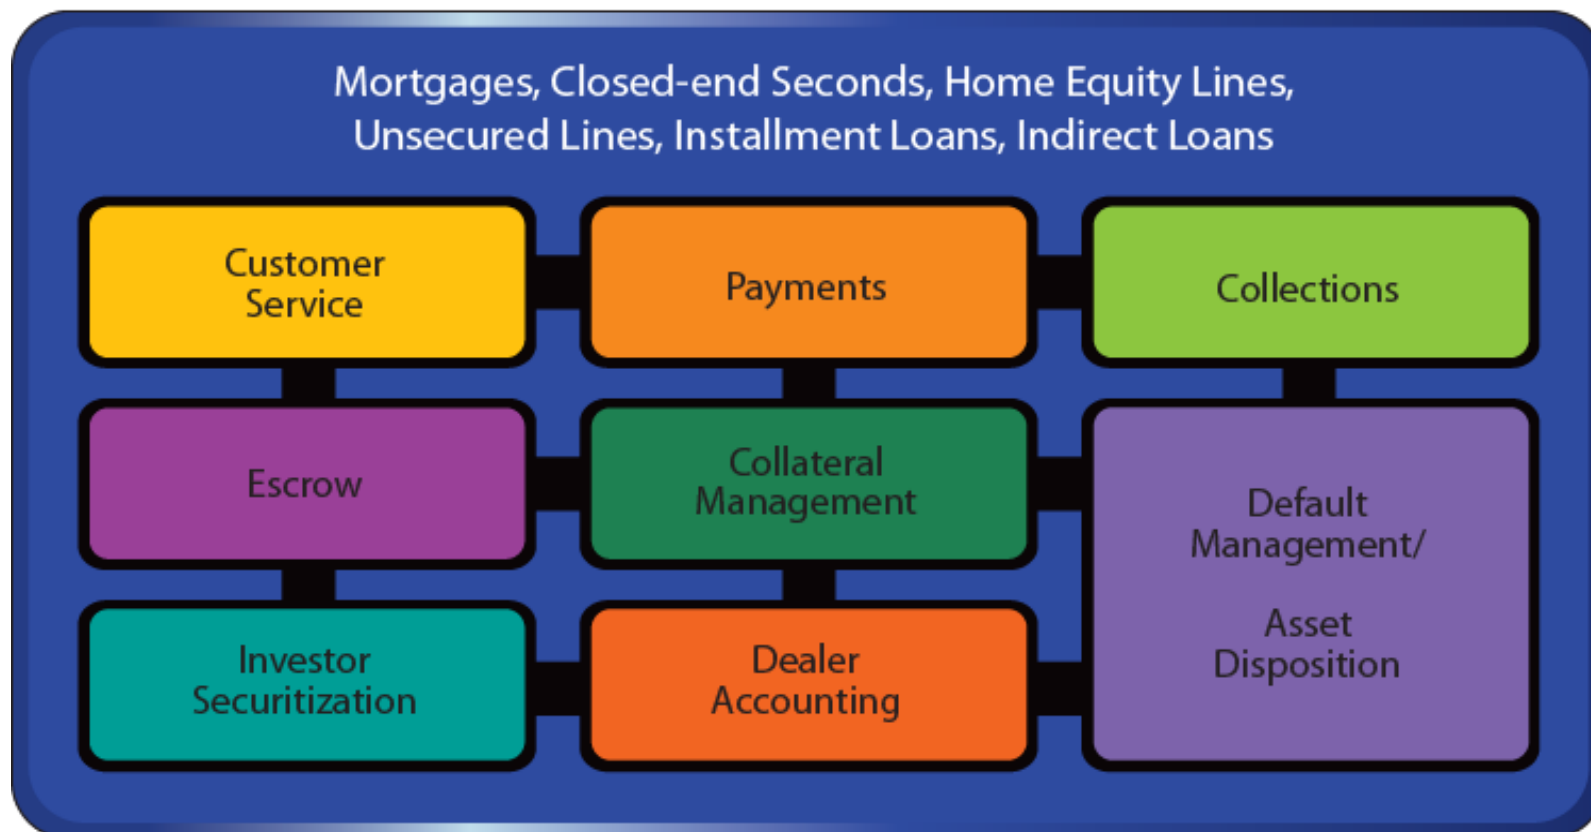 Mortgages, Closed-end Seconds, Home Equity Lines,
Unsecured Lines, Installment Loans, Indirect Loans
Customer
Service
Payments
Collections
Escrow
Collateral
Management
Default
Management/
Asset
Disposition
Investor
Securitization
Dealer
Accounting